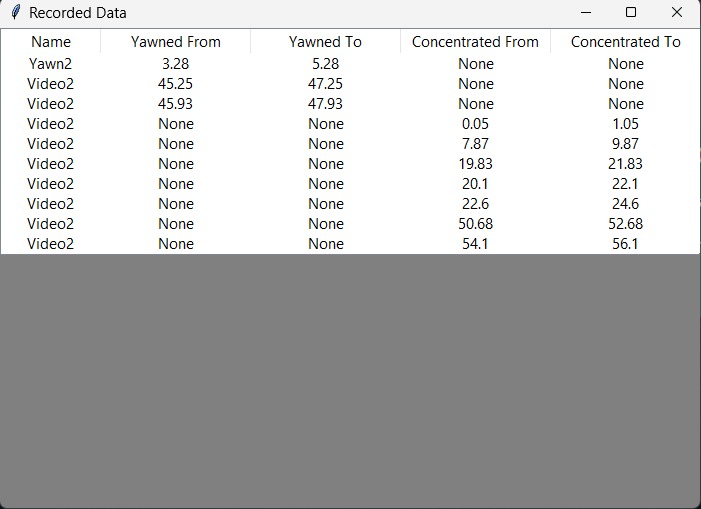 Recorded Data
Name Yawned From Yawned To Concentrated From Concentrated To
Yawn2 3.28 5.28 None None
Video2 45.25 47.25 None None
Video2 45.93 47.93 None None
Video2 None None 0.05 1.05
Video2 None None 7.87 9.87
Video2 None None 19.83 21.83
Video2 None None 20.1 22.1
Video2 None None 22.6 24.6
Video2 None None 50.68 52.68
Video2 None None 54.1 56.1